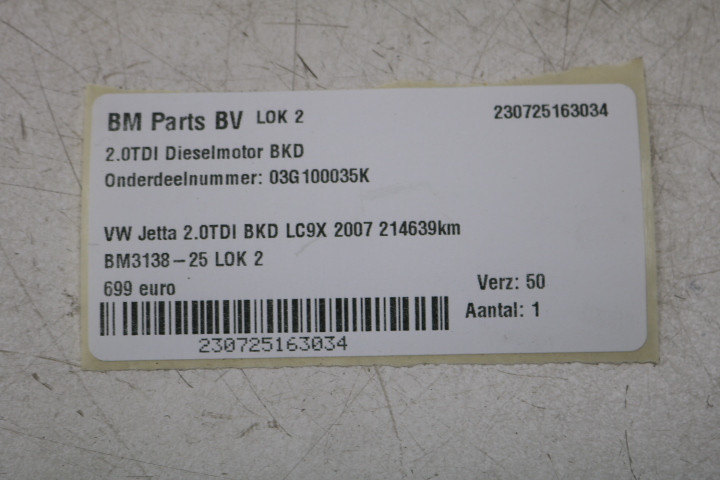 BM Parts BV LOK 2 230725163034
2.0TDI Dieselmotor BKD
Onderdeelnummer: 03G100035K
VW Jetta 2.0TDI BKD LC9X 2007 214639km
BM3138-25 LOK 2
699 euro Verz: 50
Aantal: 1
230725163034